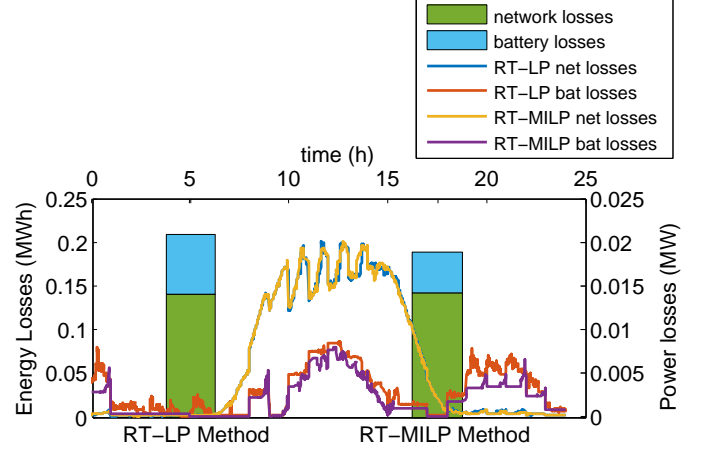 network losses
battery losses
RT−LP net losses
RT−LP bat losses
RT−MILP net losses
RT−MILP bat losses
time (h)
0 5 10 15 20 25
0.25 0.025
0.2 0.02
0.15 0.015
0.1 0.01
0.05 0.005
0 0
Energy Losses (MWh)
Power losses (MW)
RT−LP Method RT−MILP Method